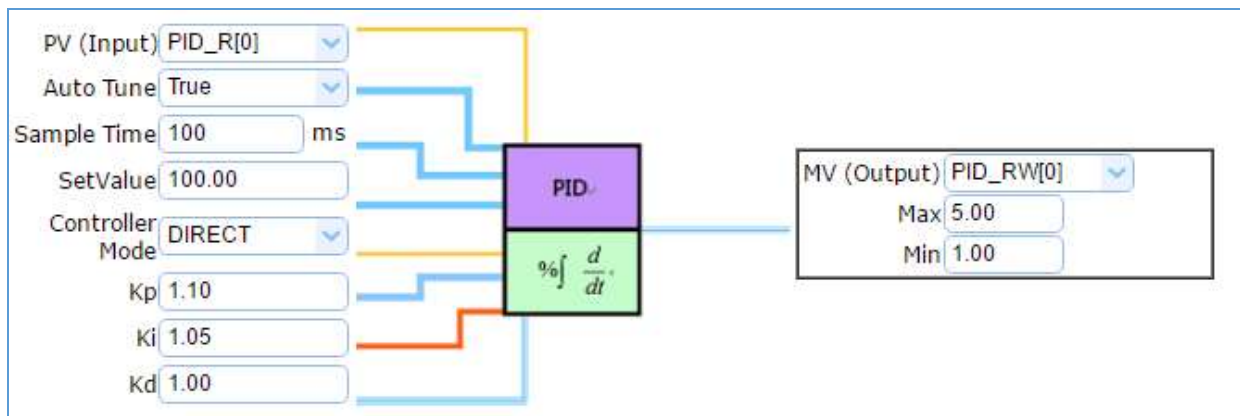 PV (Input) PID_R[0]
Auto Tune True
Sample Time 100 ms
SetValue 100.00
Controller
Mode DIRECT
Kp 1.10
Ki 1.05
Kd 1.00
PID
%∫ d/dt
MV (Output) PID_RW[0]
Max 5.00
Min 1.00